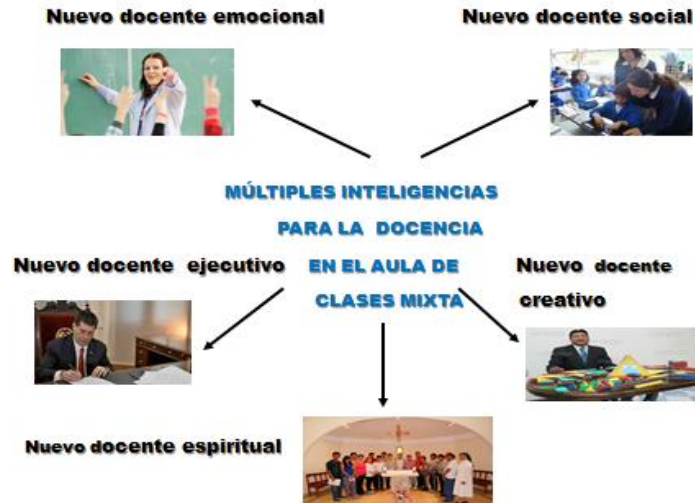 Nuevo docente emocional
Nuevo docente social
MÚLTIPLES INTELIGENCIAS
PARA LA DOCENCIA
EN EL AULA DE
CLASES MIXTA
Nuevo docente ejecutivo
Nuevo docente
creativo
Nuevo docente espiritual